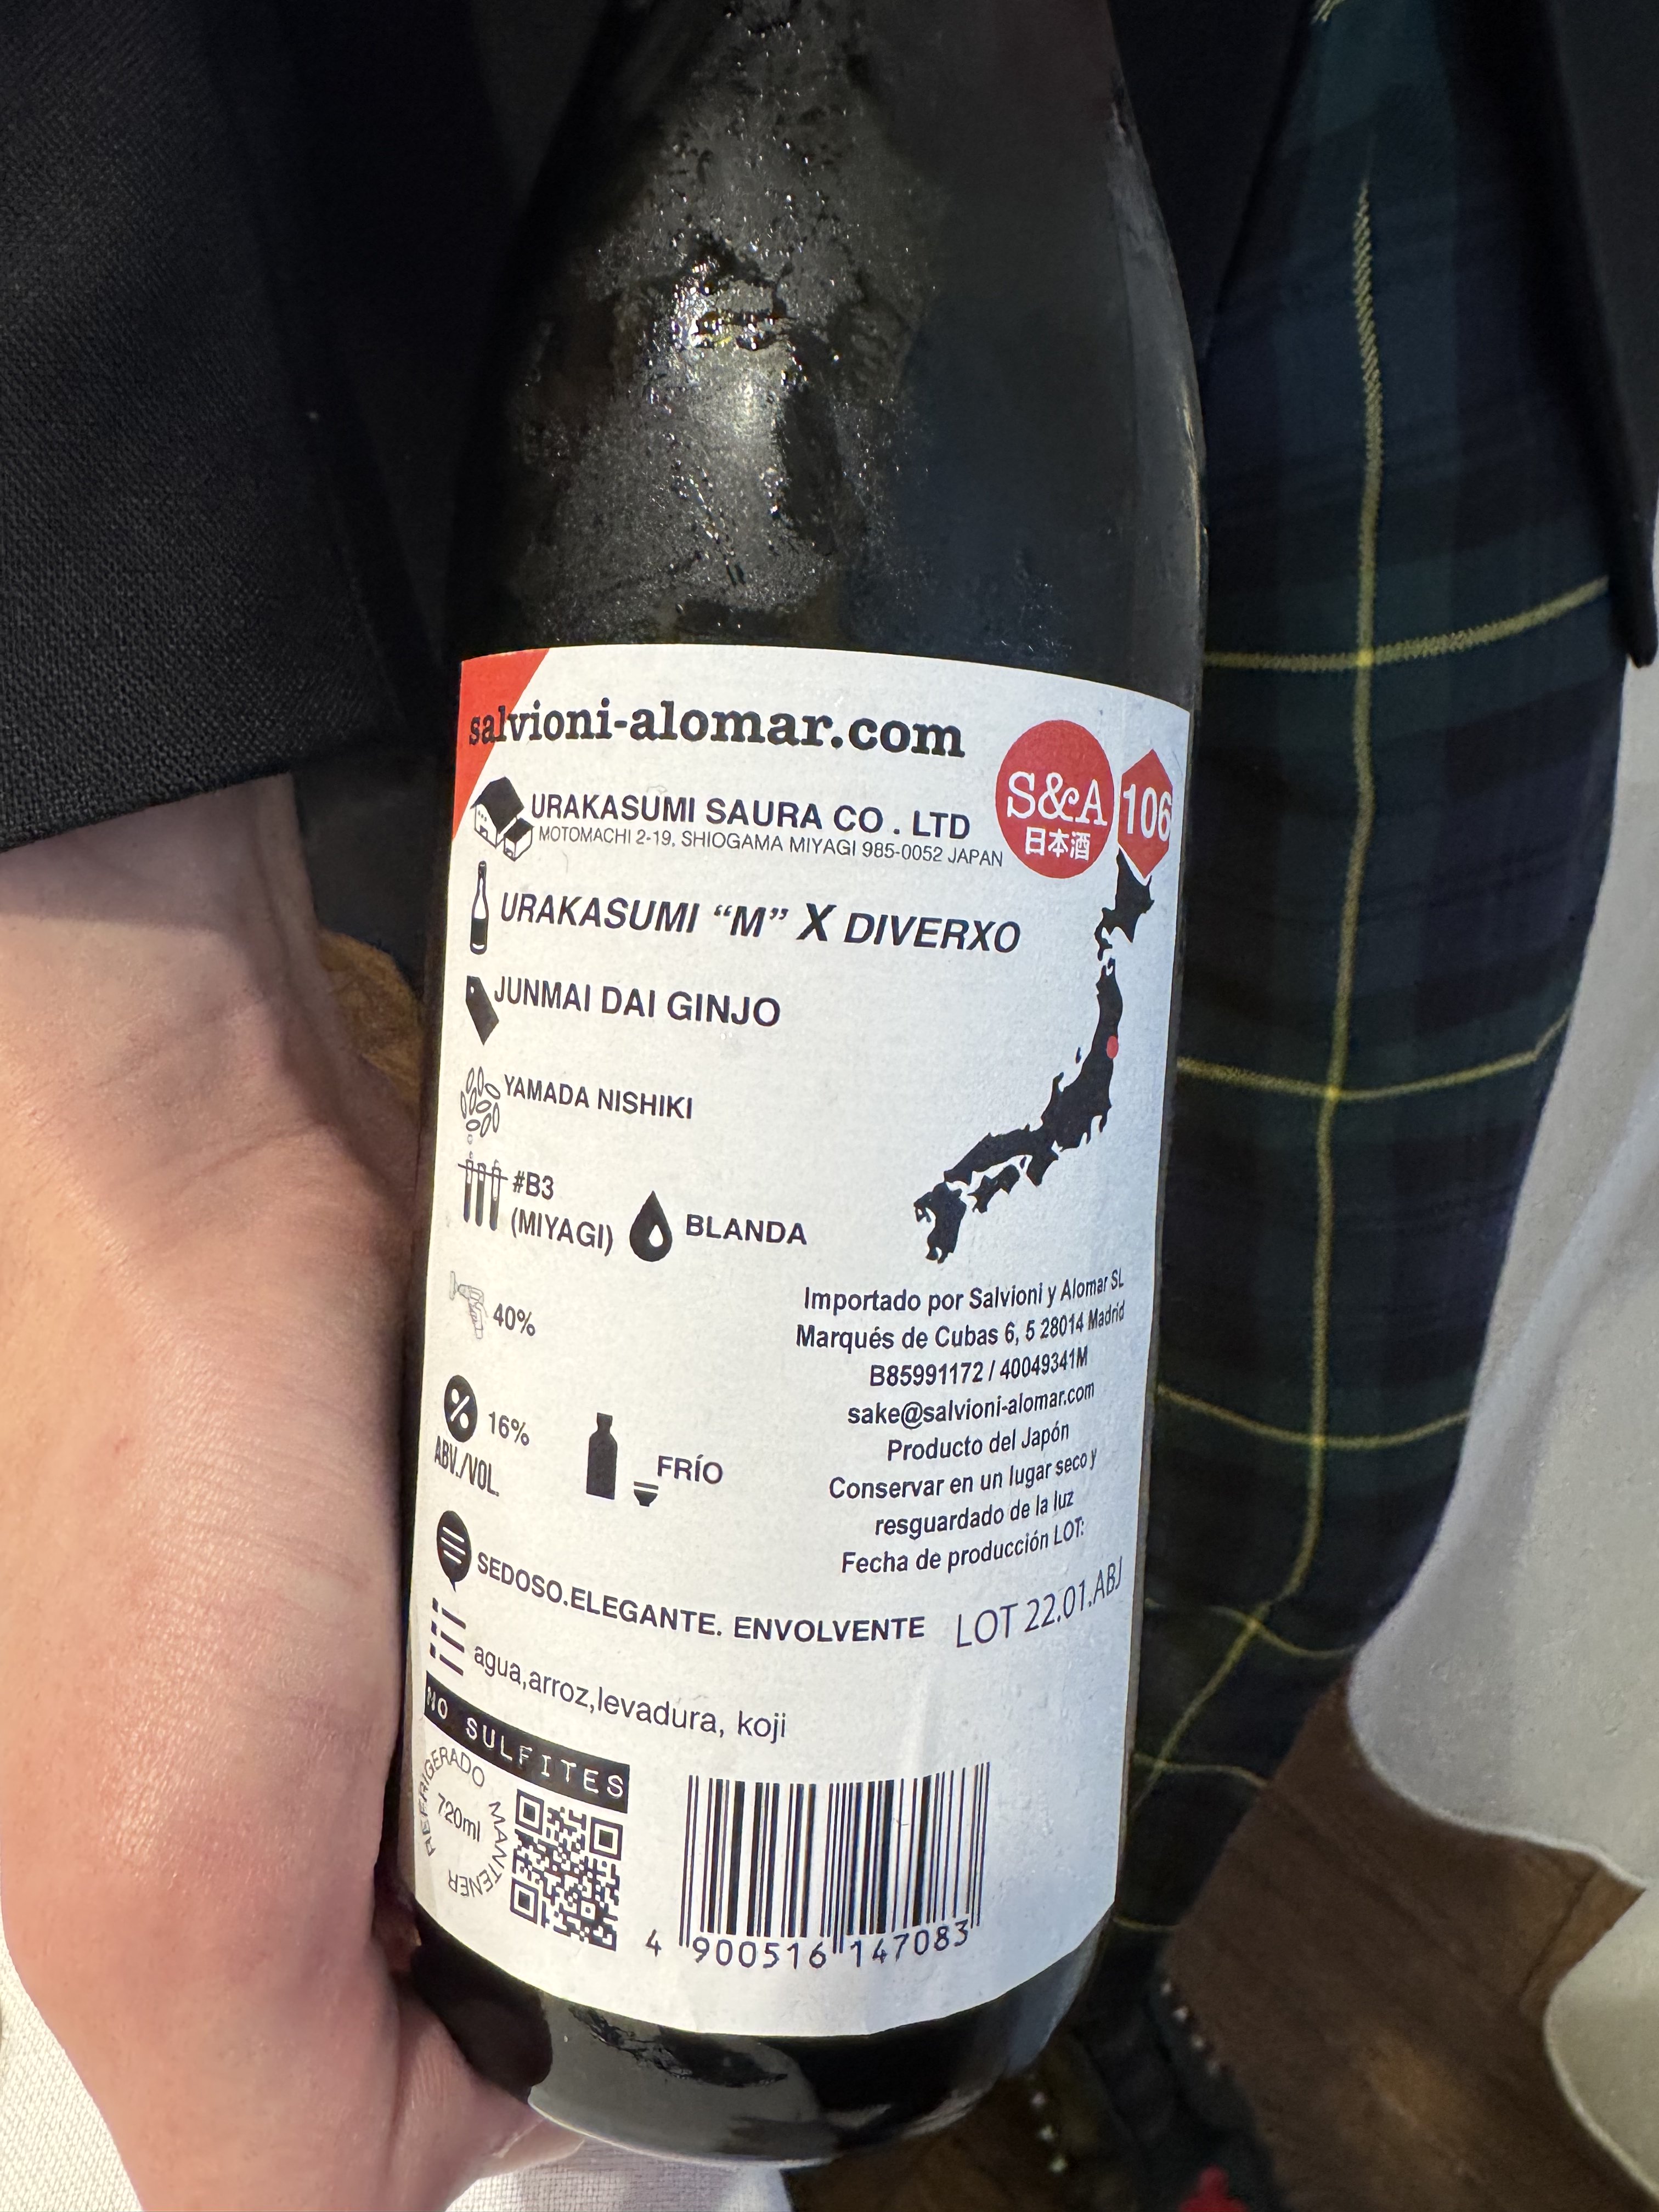 salvioni-alomar.com
S&A
日本酒
106
URAKASUMI SAURA CO . LTD
MOTOMACHI 2-19, SHIOGAMA MIYAGI 985-0052 JAPAN
URAKASUMI “M” X DIVERXO
JUNMAI DAI GINJO
YAMADA NISHIKI
#B3
(MIYAGI)
BLANDA
40%
% 16%
ABV./VOL.
FRÍO
Importado por Salvioni y Alomar SL
Marqués de Cubas 6, 5 28014 Madrid
B85991172 / 40049341M
sake@salvioni-alomar.com
Producto del Japón
Conservar en un lugar seco y
resguardado de la luz
Fecha de producción LOT:
LOT 22.01.ABJ
SEDOSO.ELEGANTE. ENVOLVENTE
agua,arroz,levadura, koji
NO SULFITES
MANTENER REFRIGERADO
720ml
4 900516 147083